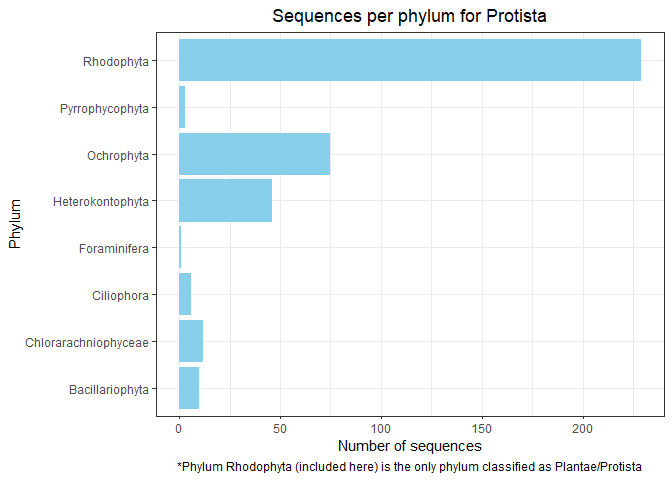 Sequences per phylum for Protista
Phylum
Rhodophyta
Pyrrophycophyta
Ochrophyta
Heterokontophyta
Foraminifera
Ciliophora
Chlorarachniophyceae
Bacillariophyta
0 50 100 150 200
Number of sequences
*Phylum Rhodophyta (included here) is the only phylum classified as Plantae/Protista